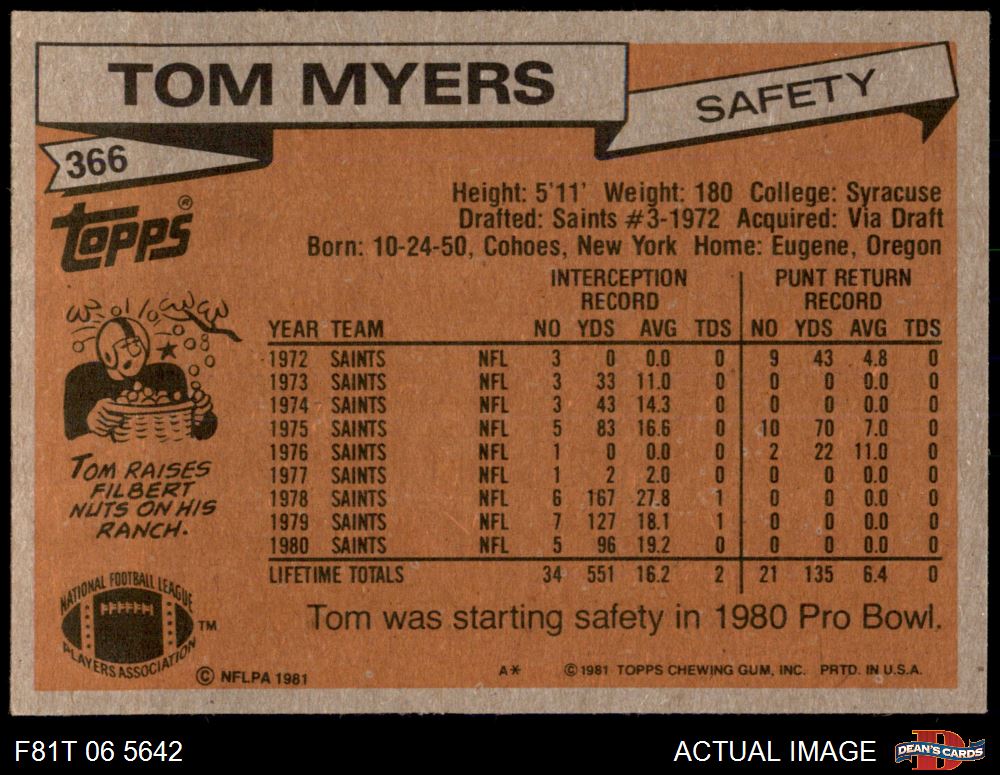 TOM MYERS
SAFETY
366
TOPPS®
Height: 5'11' Weight: 180 College: Syracuse
Drafted: Saints #3-1972 Acquired: Via Draft
Born: 10-24-50, Cohoes, New York Home: Eugene, Oregon
INTERCEPTION RECORD PUNT RETURN RECORD
YEAR TEAM NO YDS AVG TDS NO YDS AVG TDS
1972 SAINTS NFL 3 0 0.0 0 9 43 4.8 0
1973 SAINTS NFL 3 33 11.0 0 0 0 0.0 0
1974 SAINTS NFL 3 43 14.3 0 0 0 0.0 0
1975 SAINTS NFL 5 83 16.6 0 10 70 7.0 0
1976 SAINTS NFL 1 0 0.0 0 2 22 11.0 0
1977 SAINTS NFL 1 2 2.0 0 0 0 0.0 0
1978 SAINTS NFL 6 167 27.8 1 0 0 0.0 0
1979 SAINTS NFL 7 127 18.1 1 0 0 0.0 0
1980 SAINTS NFL 5 96 19.2 0 0 0 0.0 0
LIFETIME TOTALS 34 551 16.2 2 21 135 6.4 0
TOM RAISES
FILBERT
NUTS ON HIS
RANCH.
Tom was starting safety in 1980 Pro Bowl.
NATIONAL FOOTBALL LEAGUE
PLAYERS ASSOCIATION
TM
© NFLPA 1981
A* ©1981 TOPPS CHEWING GUM, INC. PRTD. IN U.S.A.
F81T 06 5642
ACTUAL IMAGE
DEAN'S CARDS